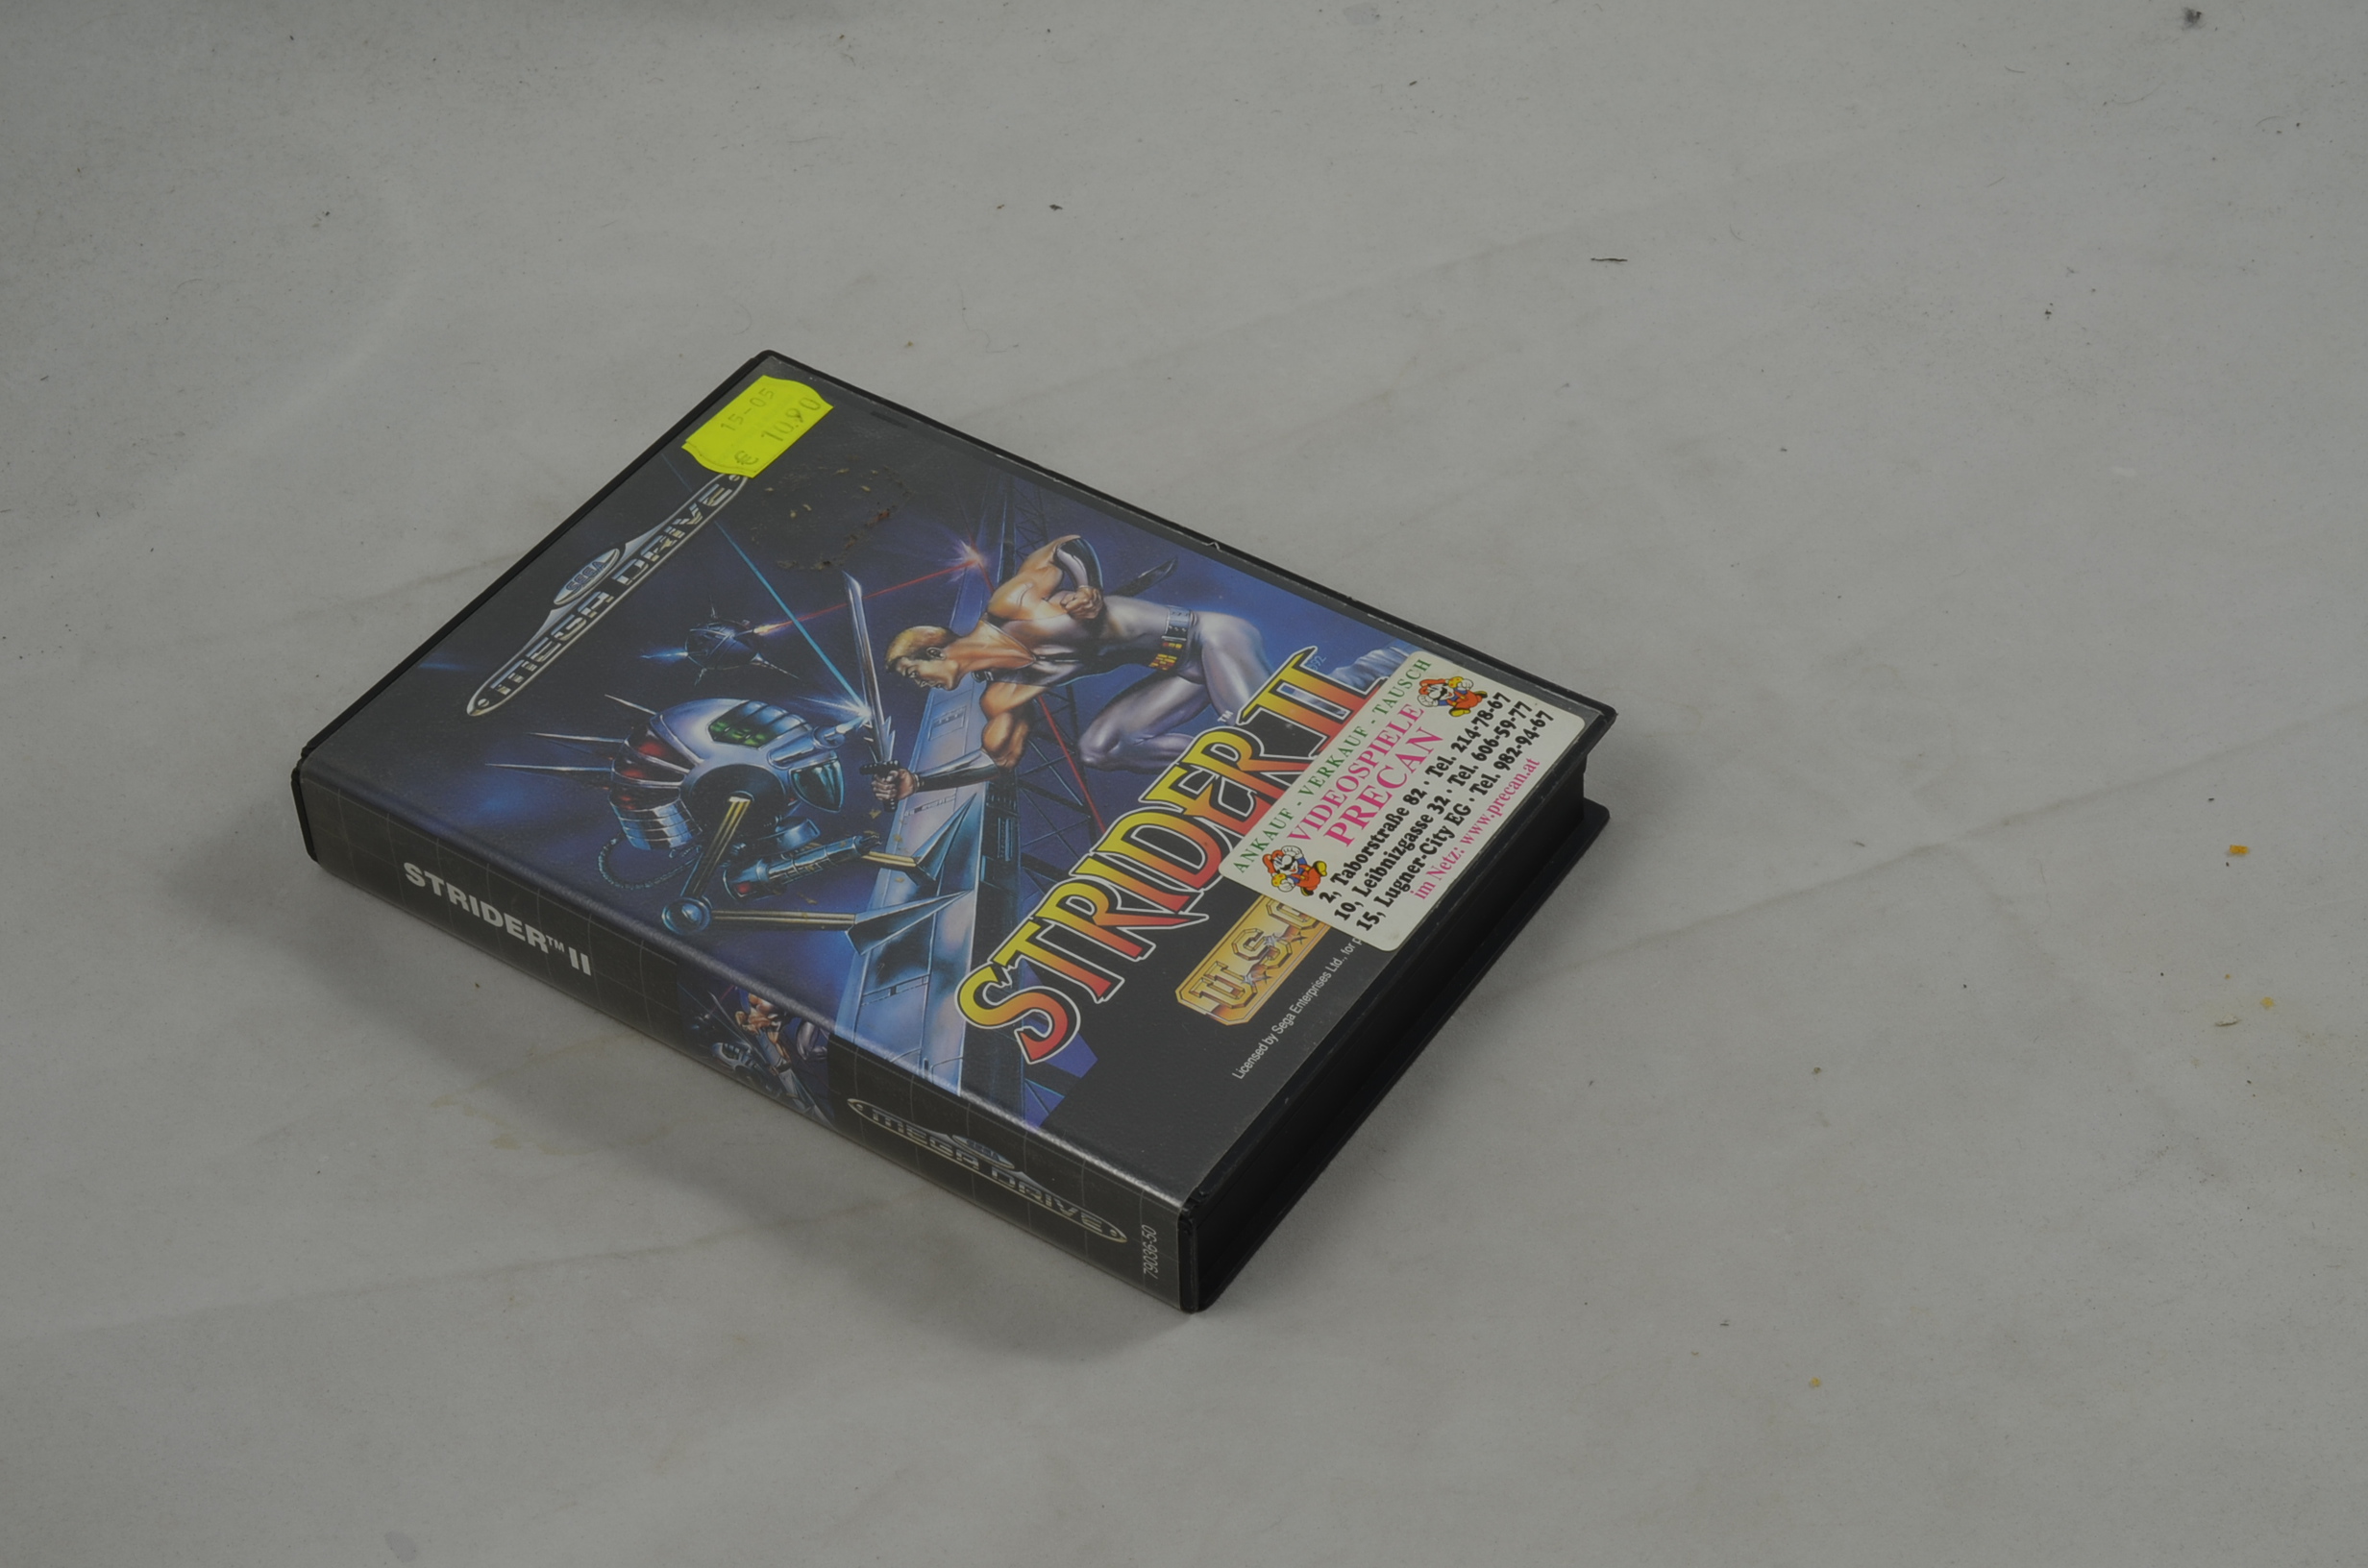 15-05
€ 10,90
SEGA
MEGA DRIVE
STRIDER™ II
ANKAUF - VERKAUF - TAUSCH
VIDEOSPIELE
PRECAN
2, Taborstraße 82 · Tel. 214-78-67
10, Leibnizgasse 32 · Tel. 606-59-77
15, Lugner-City EG · Tel. 982-94-67
im Netz: www.precan.at
U.S.
Licensed by Sega Enterprises Ltd., for
STRIDER™ II
SEGA
MEGA DRIVE
79036-50